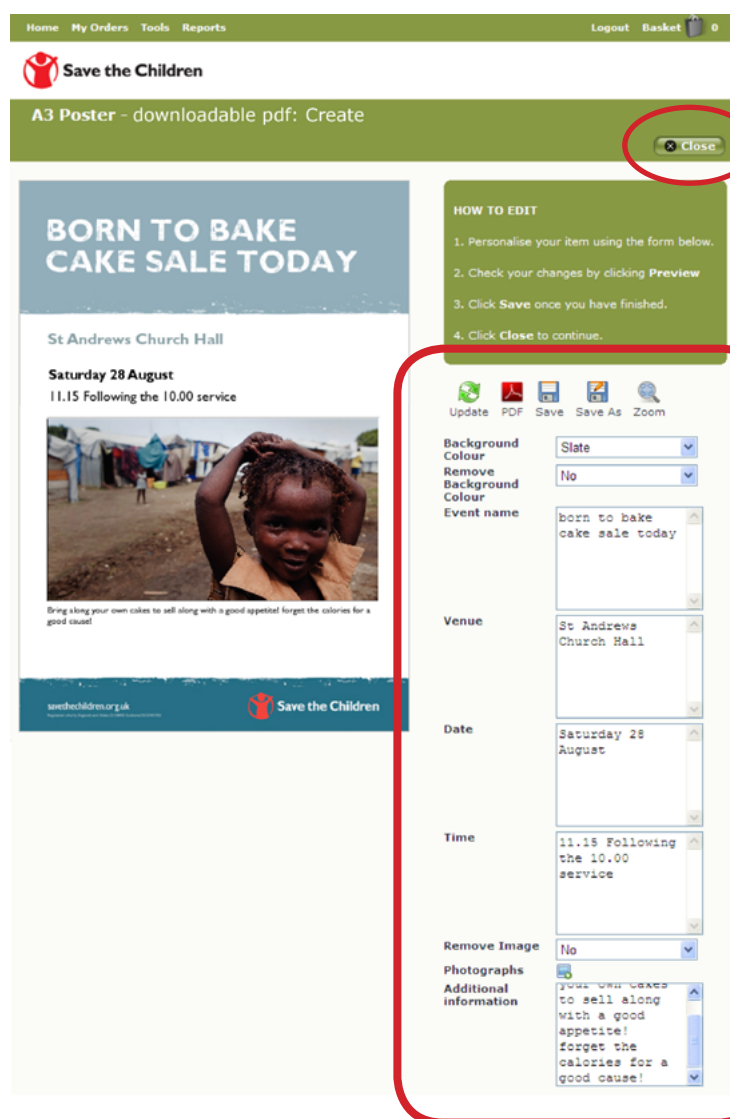 Home My Orders Tools Reports Logout Basket 0
Save the Children
A3 Poster - downloadable pdf: Create
Close
BORN TO BAKE
CAKE SALE TODAY
St Andrews Church Hall
Saturday 28 August
11.15 Following the 10.00 service
Bring along your own cakes to sell along with a good appetite! forget the calories for a
good cause!
savethechildren.org.uk
Save the Children
HOW TO EDIT
1. Personalise your item using the form below.
2. Check your changes by clicking Preview
3. Click Save once you have finished.
4. Click Close to continue.
Update PDF Save Save As Zoom
Background
Colour
Slate
Remove
Background
Colour
No
Event name
born to bake
cake sale today
Venue
St Andrews
Church Hall
Date
Saturday 28
August
Time
11.15 Following
the 10.00
service
Remove Image
No
Photographs
Additional
information
your own cakes
to sell along
with a good
appetite!
forget the
calories for a
good cause!